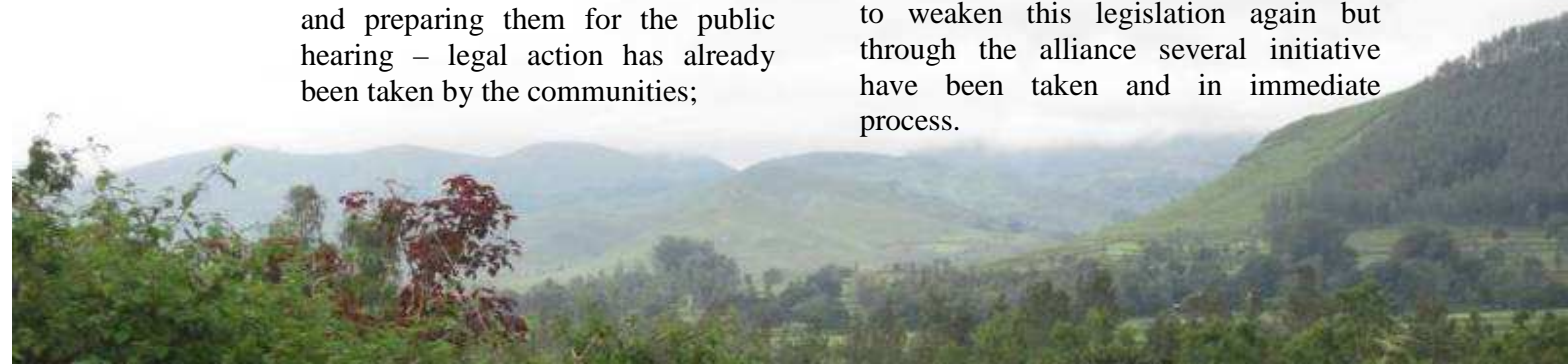 and preparing them for the public
hearing – legal action has already
been taken by the communities;
to weaken this legislation again but
through the alliance several initiative
have been taken and in immediate
process.